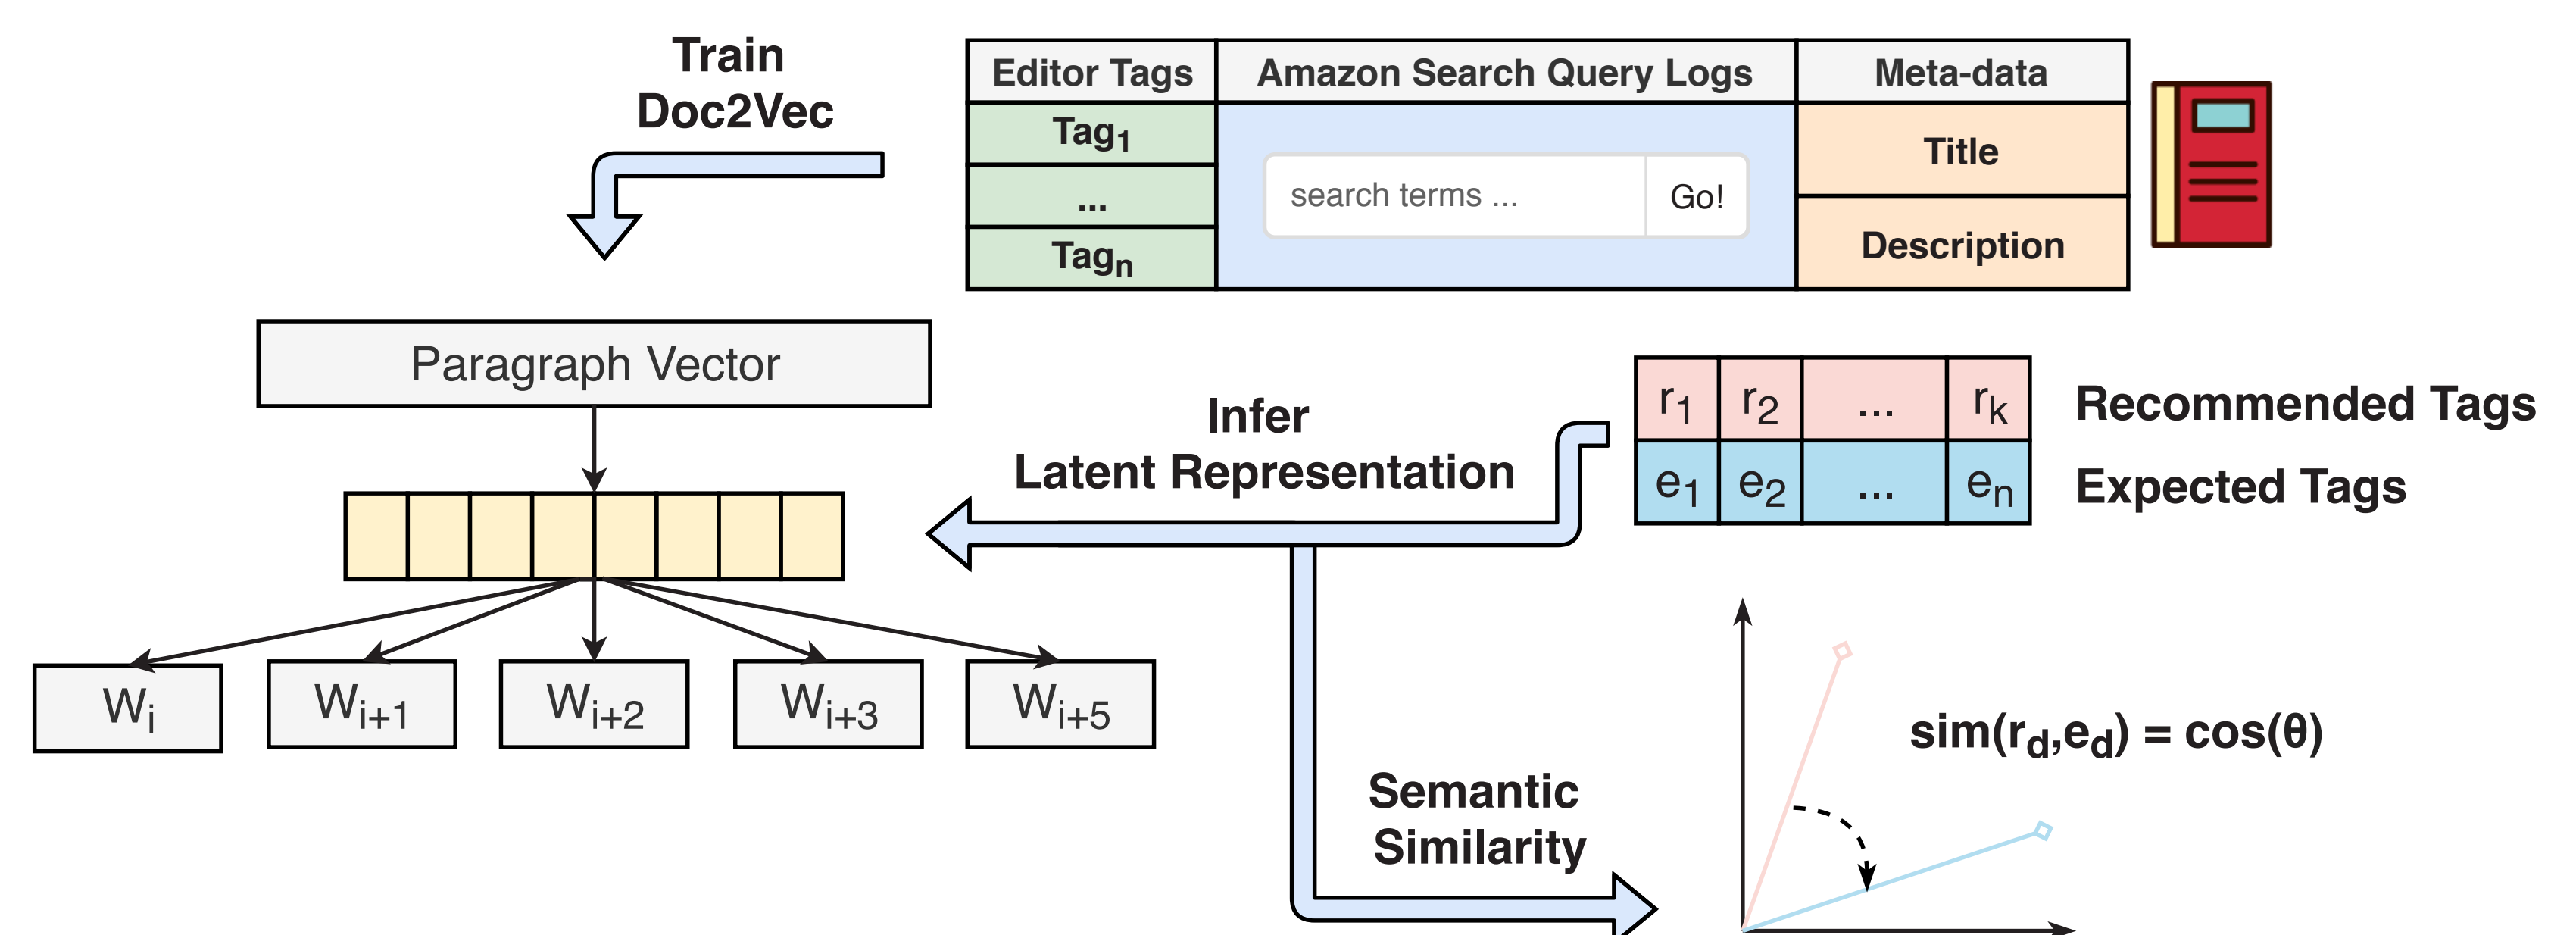 Train
Doc2Vec
Editor Tags Amazon Search Query Logs Meta-data
Tag1
...
Tagn
search terms ... Go!
Title
Description
Paragraph Vector
Infer
Latent Representation
r1 r2 ... rk Recommended Tags
e1 e2 ... en Expected Tags
Wi Wi+1 Wi+2 Wi+3 Wi+5
Semantic
Similarity
sim(rd,ed) = cos(θ)